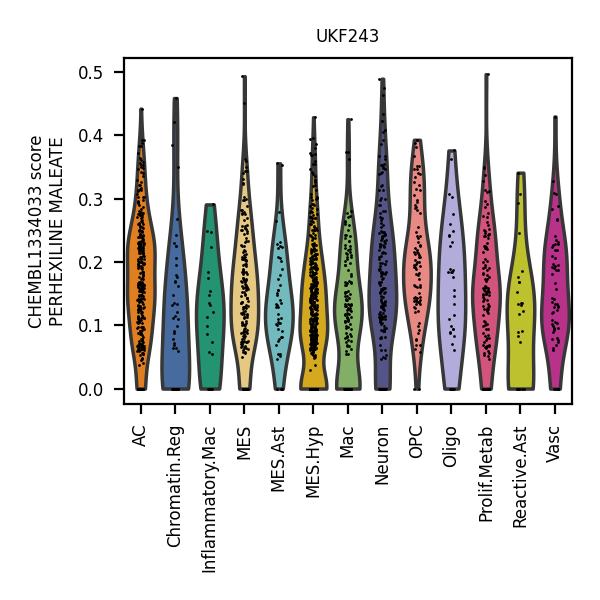 UKF243
CHEMBL1334033 score
PERHEXILINE MALEATE
0.5
0.4
0.3
0.2
0.1
0.0
AC
Chromatin.Reg
Inflammatory.Mac
MES
MES.Ast
MES.Hyp
Mac
Neuron
OPC
Oligo
Prolif.Metab
Reactive.Ast
Vasc